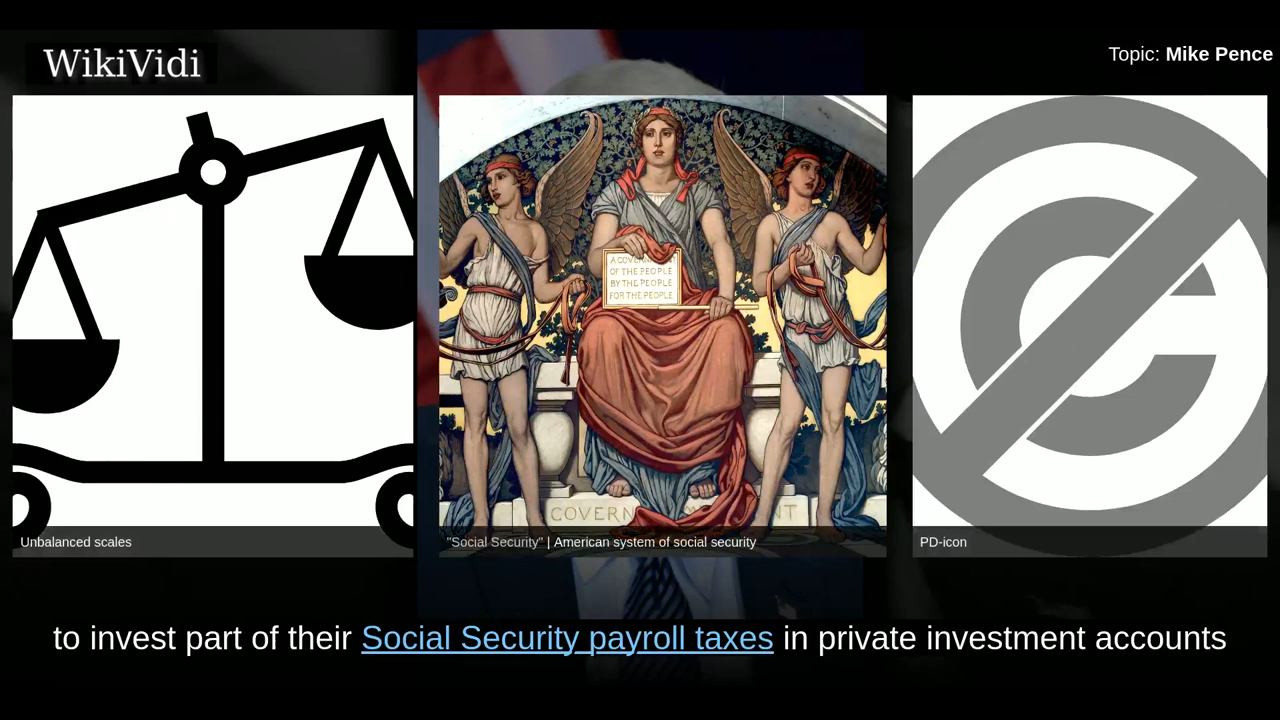 WikiVidi
Topic: Mike Pence
A GOVERNMENT
OF THE PEOPLE
BY THE PEOPLE
FOR THE PEOPLE
GOVERN NT
Unbalanced scales
"Social Security" | American system of social security
PD-icon
to invest part of their Social Security payroll taxes in private investment accounts